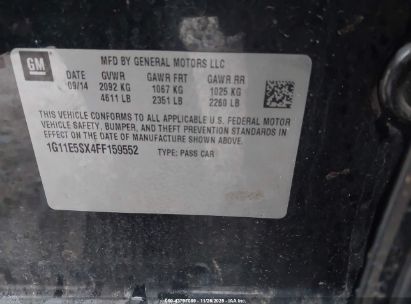 GM
MFD BY GENERAL MOTORS LLC
DATE GVWR GAWR FRT GAWR RR
09/14 2092 KG 1067 KG 1025 KG
4611 LB 2351 LB 2260 LB
THIS VEHICLE CONFORMS TO ALL APPLICABLE U.S. FEDERAL MOTOR
VEHICLE SAFETY, BUMPER, AND THEFT PREVENTION STANDARDS IN
EFFECT ON THE DATE OF MANUFACTURE SHOWN ABOVE.
1G11E5SX4FF159552 TYPE: PASS CAR